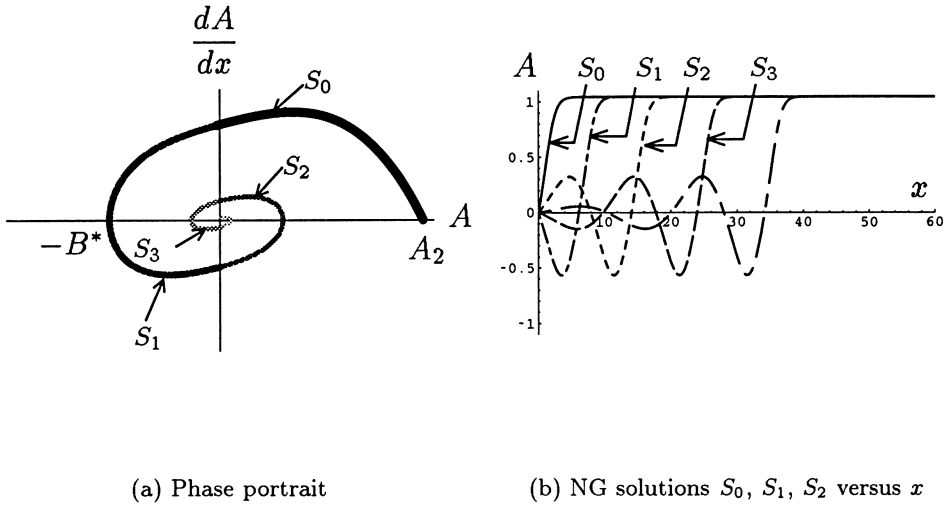 dA
dx
S₀
S₂
−B*
S₃
A
A₂
S₁
(a) Phase portrait
A
S₀
S₁
S₂
S₃
1
0.5
x
0
10
20
30
40
50
60
-0.5
-1
(b) NG solutions S₀, S₁, S₂ versus x